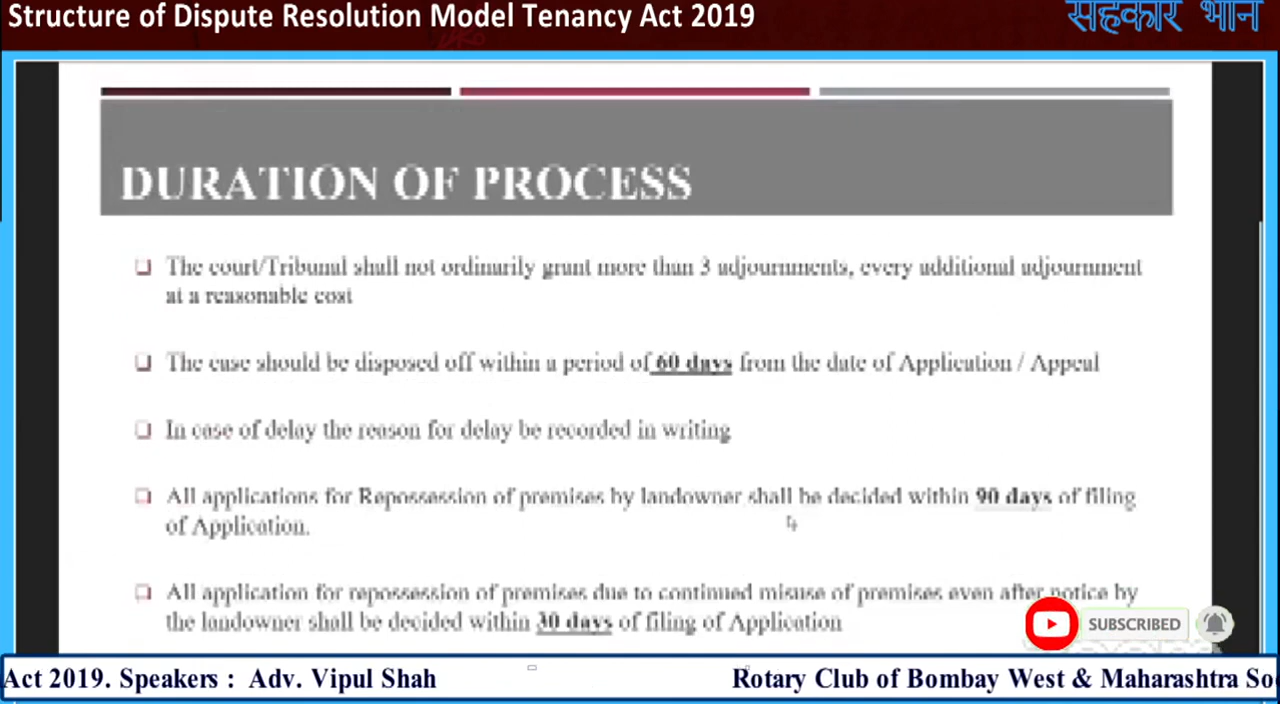 Structure of Dispute Resolution Model Tenancy Act 2019
सहकार भान
DURATION OF PROCESS
The court/Tribunal shall not ordinarily grant more than 3 adjournments, every additional adjournment
at a reasonable cost
The case should be disposed off within a period of 60 days from the date of Application / Appeal
In case of delay the reason for delay be recorded in writing
All applications for Repossession of premises by landowner shall be decided within 90 days of filing
of Application.
All application for repossession of premises due to continued misuse of premises even after notice by
the landowner shall be decided within 30 days of filing of Application
SUBSCRIBED
Act 2019. Speakers : Adv. Vipul Shah
Rotary Club of Bombay West & Maharashtra So